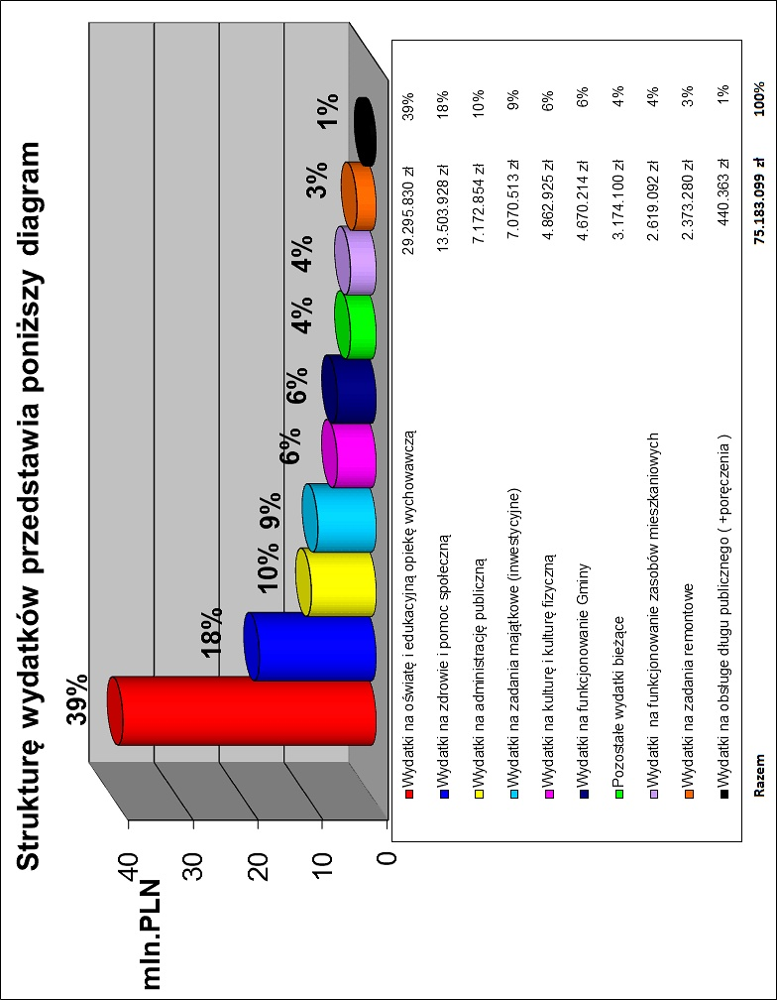 Strukturę wydatków przedstawia poniższy diagram
39%
18%
10%
9%
6%
6%
4%
4%
3%
1%
40
30
20
10
0
mln.PLN
Wydatki na oświatę i edukacyjną opiekę wychowawczą 29.295.830 zł 39%
Wydatki na zdrowie i pomoc społeczną 13.503.928 zł 18%
Wydatki na administrację publiczną 7.172.854 zł 10%
Wydatki na zadania majątkowe (inwestycyjne) 7.070.513 zł 9%
Wydatki na kulturę i kulturę fizyczną 4.862.925 zł 6%
Wydatki na funkcjonowanie Gminy 4.670.214 zł 6%
Pozostałe wydatki bieżące 3.174.100 zł 4%
Wydatki na funkcjonowanie zasobów mieszkaniowych 2.619.092 zł 4%
Wydatki na zadania remontowe 2.373.280 zł 3%
Wydatki na obsługe długu publicznego ( +poręczenia ) 440.363 zł 1%
Razem 75.183.099 zł 100%